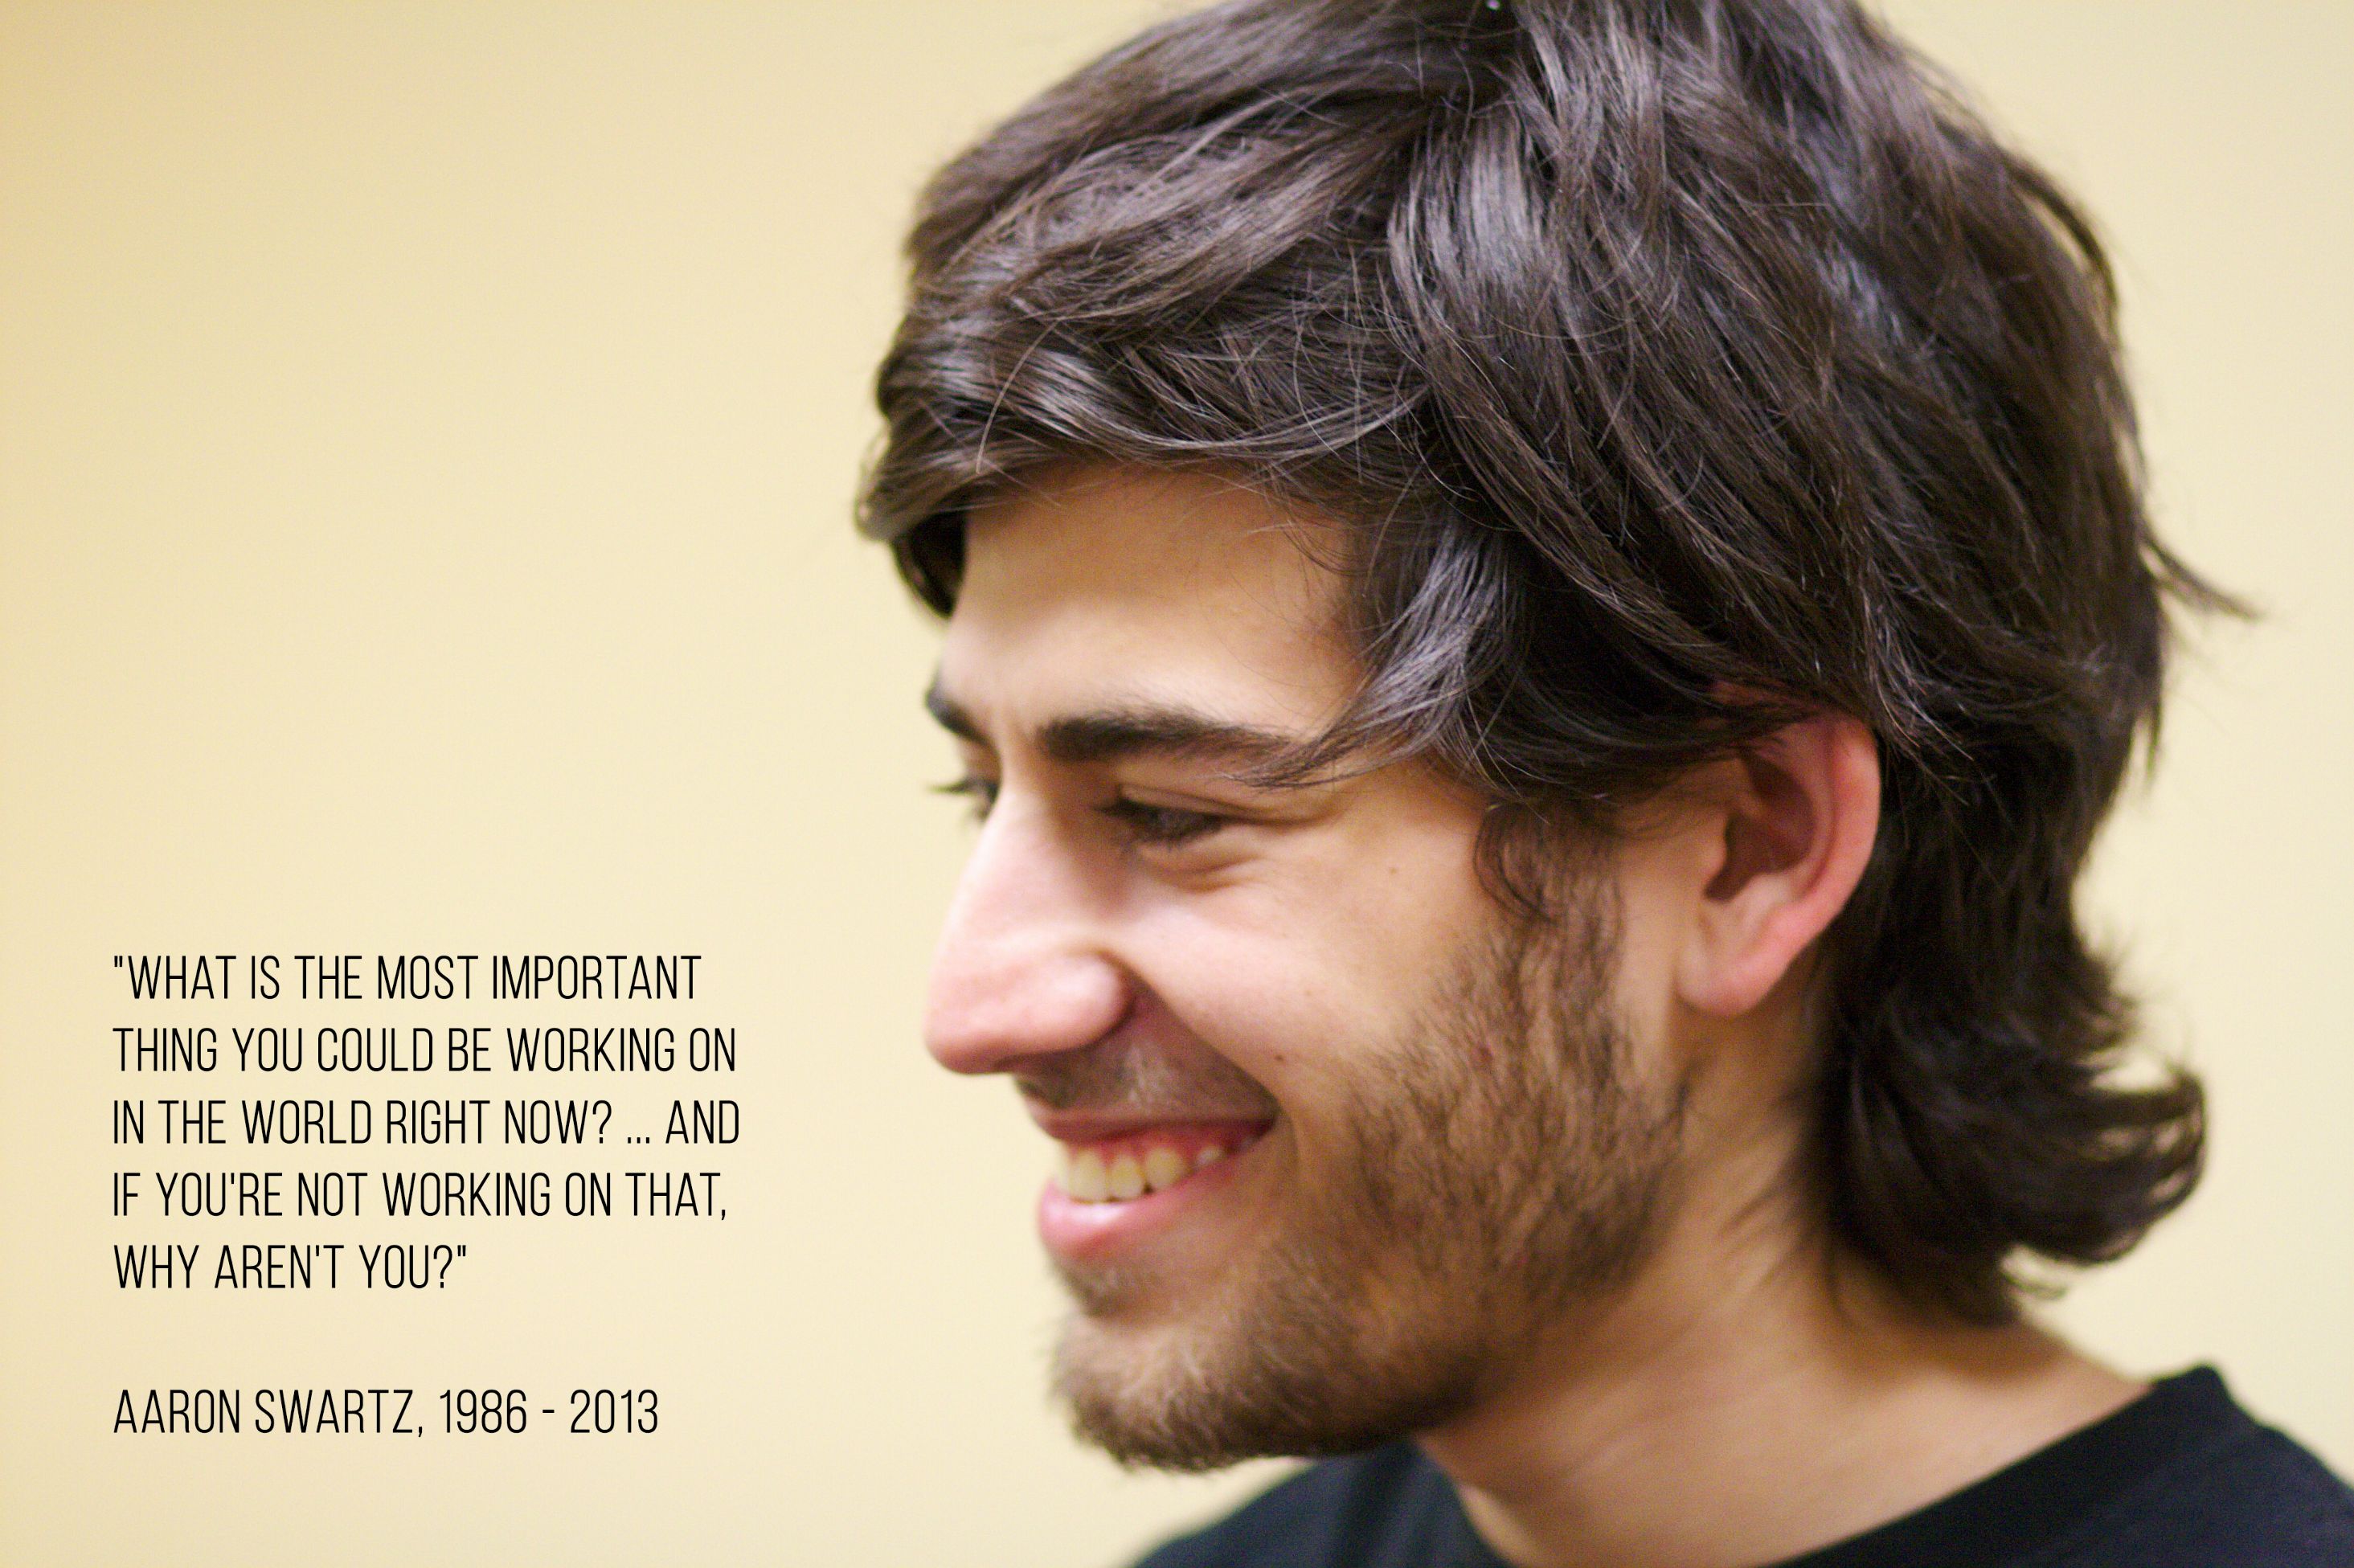 "WHAT IS THE MOST IMPORTANT
THING YOU COULD BE WORKING ON
IN THE WORLD RIGHT NOW? ... AND
IF YOU'RE NOT WORKING ON THAT,
WHY AREN'T YOU?"
AARON SWARTZ, 1986 - 2013